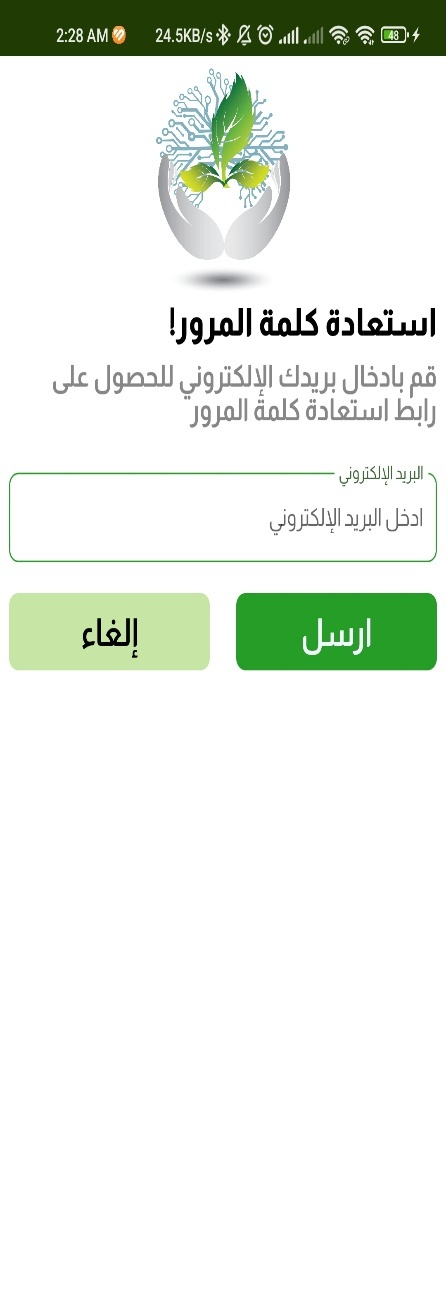 2:28 AM 24.5KB/s 48
استعادة كلمة المرور!
قم بادخال بريدك الإلكتروني للحصول على
رابط استعادة كلمة المرور
البريد الإلكتروني
ادخل البريد الإلكتروني
ارسل
إلغاء